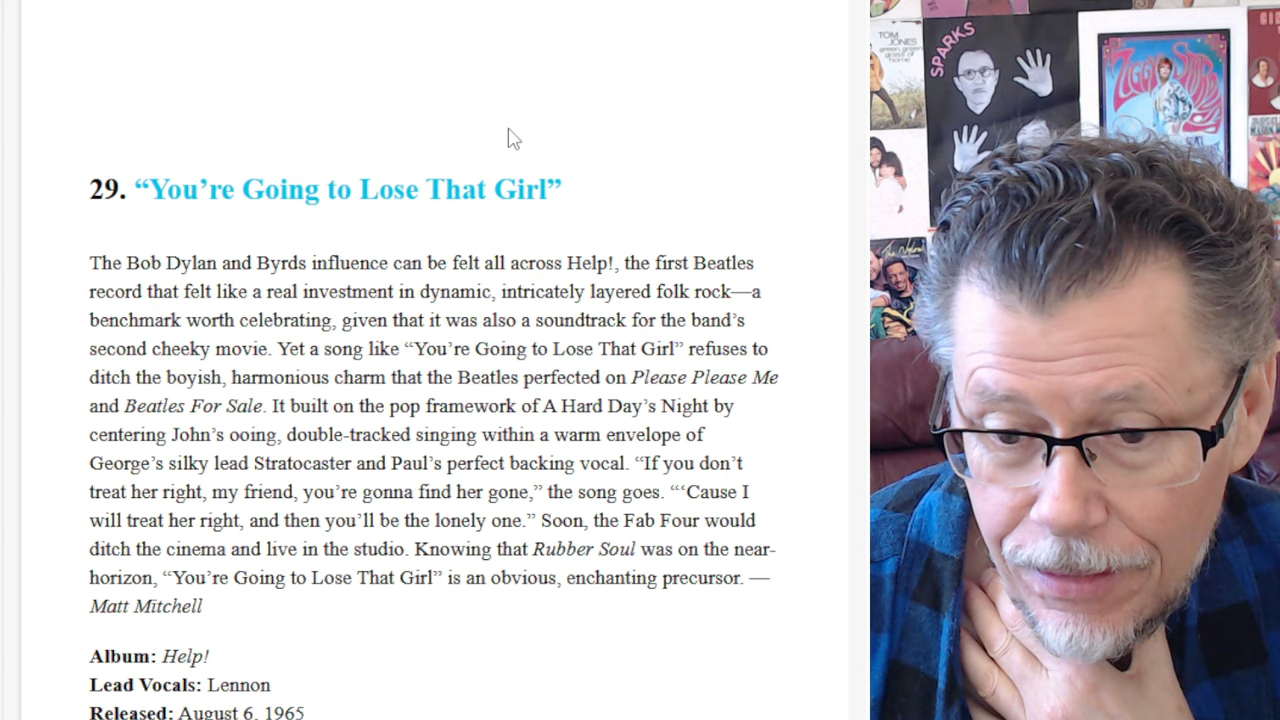 29. “You’re Going to Lose That Girl”
The Bob Dylan and Byrds influence can be felt all across Help!, the first Beatles
record that felt like a real investment in dynamic, intricately layered folk rock—a
benchmark worth celebrating, given that it was also a soundtrack for the band’s
second cheeky movie. Yet a song like “You’re Going to Lose That Girl” refuses to
ditch the boyish, harmonious charm that the Beatles perfected on Please Please Me
and Beatles For Sale. It built on the pop framework of A Hard Day’s Night by
centering John’s ooing, double-tracked singing within a warm envelope of
George’s silky lead Stratocaster and Paul’s perfect backing vocal. “If you don’t
treat her right, my friend, you’re gonna find her gone,” the song goes. “‘Cause I
will treat her right, and then you’ll be the lonely one.” Soon, the Fab Four would
ditch the cinema and live in the studio. Knowing that Rubber Soul was on the near-
horizon, “You’re Going to Lose That Girl” is an obvious, enchanting precursor. —
Matt Mitchell
Album: Help!
Lead Vocals: Lennon
Released: August 6, 1965
TOM
JONES
green, green
grass of
home
SPARKS
ZIGGY